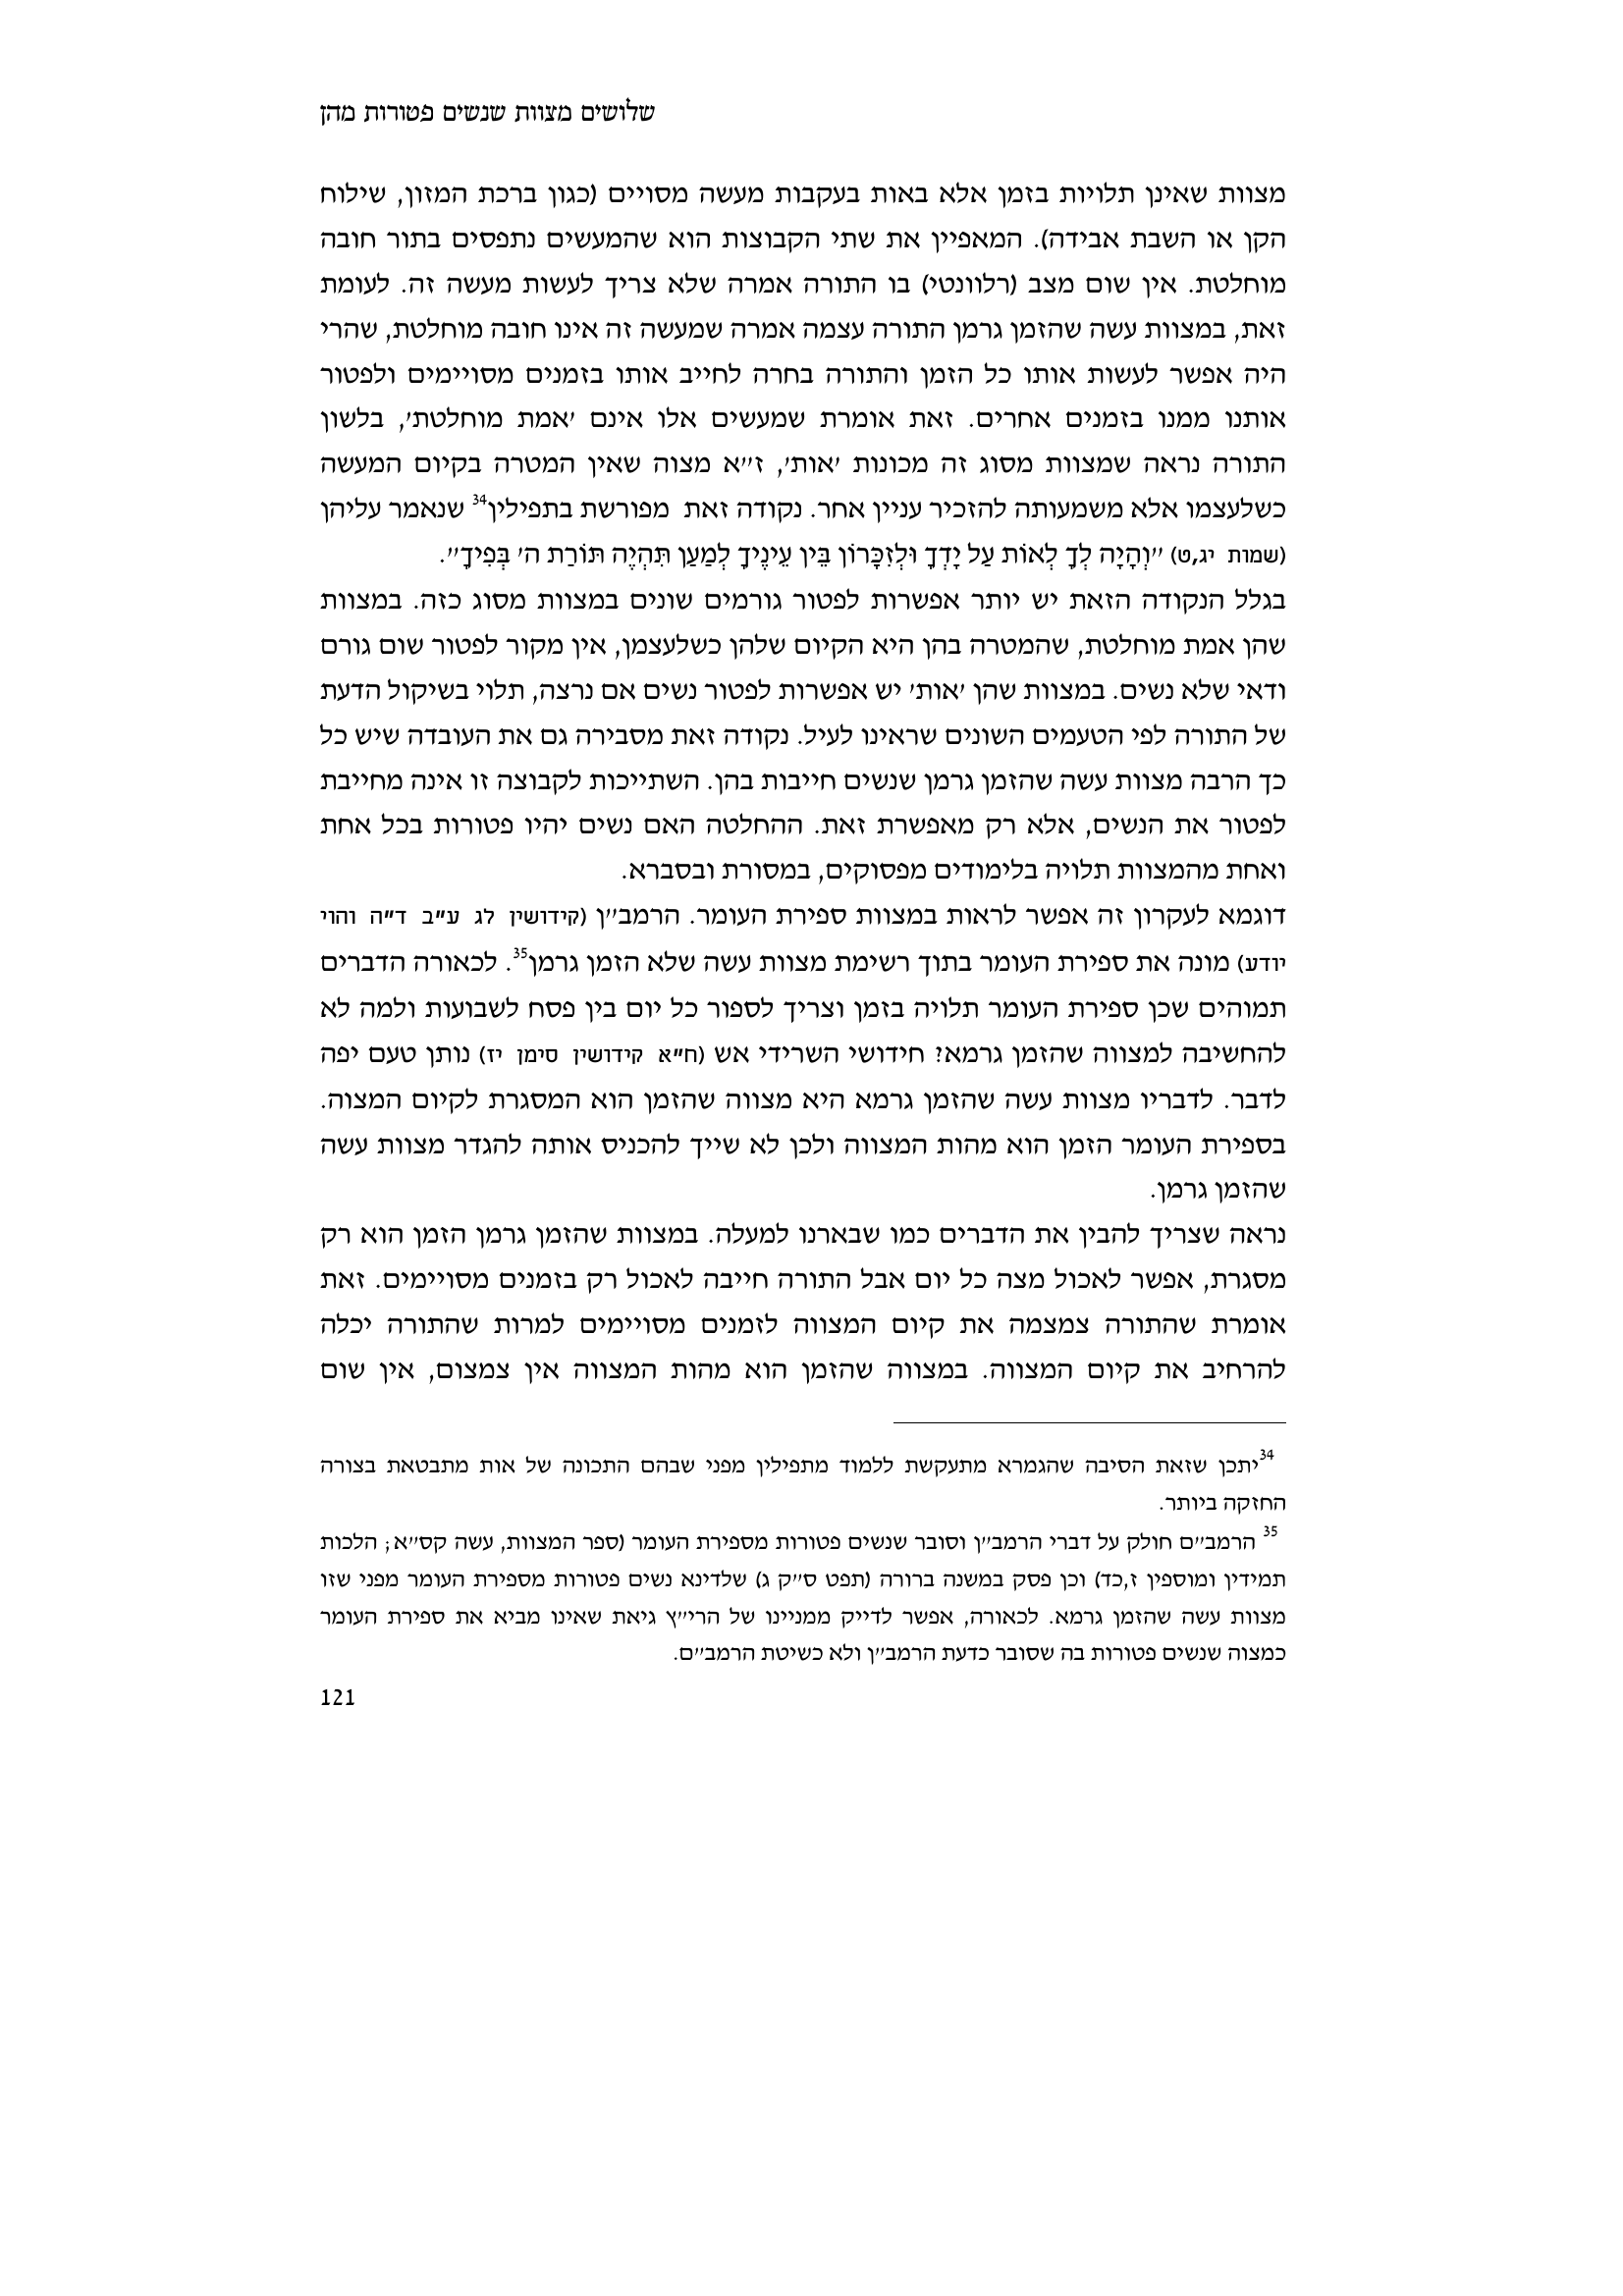 שלושים מצוות שנשים פטורות מהן
מצוות שאינן תלויות בזמן אלא באות בעקבות מעשה מסויים (כגון ברכת המזון, שילוח
הקן או השבת אבידה). המאפיין את שתי הקבוצות הוא שהמעשים נתפסים בתור חובה
מוחלטת. אין שום מצב (רלוונטי) בו התורה אמרה שלא צריך לעשות מעשה זה. לעומת
זאת, במצוות עשה שהזמן גרמן התורה עצמה אמרה שמעשה זה אינו חובה מוחלטת, שהרי
היה אפשר לעשות אותו כל הזמן והתורה בחרה לחייב אותו בזמנים מסויימים ולפטור
אותנו ממנו בזמנים אחרים. זאת אומרת שמעשים אלו אינם 'אמת מוחלטת', בלשון
התורה נראה שמצוות מסוג זה מכונות 'אות', ז"א מצוה שאין המטרה בקיום המעשה
כשלעצמו אלא משמעותה להזכיר עניין אחר. נקודה זאת מפורשת בתפילין34 שנאמר עליהן
(שמות יג,ט) "וְהָיָה לְךָ לְאוֹת עַל יָדְךָ וּלְזִכָּרוֹן בֵּין עֵינֶיךָ לְמַעַן תִּהְיֶה תּוֹרַת ה' בְּפִיךָ".
בגלל הנקודה הזאת יש יותר אפשרות לפטור גורמים שונים במצוות מסוג כזה. במצוות
שהן אמת מוחלטת, שהמטרה בהן היא הקיום שלהן כשלעצמן, אין מקור לפטור שום גורם
ודאי שלא נשים. במצוות שהן 'אות' יש אפשרות לפטור נשים אם נרצה, תלוי בשיקול הדעת
של התורה לפי הטעמים השונים שראינו לעיל. נקודה זאת מסבירה גם את העובדה שיש כל
כך הרבה מצוות עשה שהזמן גרמן שנשים חייבות בהן. השתייכות לקבוצה זו אינה מחייבת
לפטור את הנשים, אלא רק מאפשרת זאת. ההחלטה האם נשים יהיו פטורות בכל אחת
ואחת מהמצוות תלויה בלימודים מפסוקים, במסורת ובסברא.
דוגמא לעקרון זה אפשר לראות במצוות ספירת העומר. הרמב"ן (קידושין לג ע"ב ד"ה והוי
יודע) מונה את ספירת העומר בתוך רשימת מצוות עשה שלא הזמן גרמן35. לכאורה הדברים
תמוהים שכן ספירת העומר תלויה בזמן וצריך לספור כל יום בין פסח לשבועות ולמה לא
להחשיבה למצווה שהזמן גרמא? חידושי השרידי אש (ח"א קידושין סימן יז) נותן טעם יפה
לדבר. לדבריו מצוות עשה שהזמן גרמא היא מצווה שהזמן הוא המסגרת לקיום המצוה.
בספירת העומר הזמן הוא מהות המצווה ולכן לא שייך להכניס אותה להגדר מצוות עשה
שהזמן גרמן.
נראה שצריך להבין את הדברים כמו שבארנו למעלה. במצוות שהזמן גרמן הזמן הוא רק
מסגרת, אפשר לאכול מצה כל יום אבל התורה חייבה לאכול רק בזמנים מסויימים. זאת
אומרת שהתורה צמצמה את קיום המצווה לזמנים מסויימים למרות שהתורה יכלה
להרחיב את קיום המצווה. במצווה שהזמן הוא מהות המצווה אין צמצום, אין שום
34יתכן שזאת הסיבה שהגמרא מתעקשת ללמוד מתפילין מפני שבהם התכונה של אות מתבטאת בצורה
החזקה ביותר.
35 הרמב"ם חולק על דברי הרמב"ן וסובר שנשים פטורות מספירת העומר (ספר המצוות, עשה קס"א; הלכות
תמידין ומוספין ז,כד) וכן פסק במשנה ברורה (תפט ס"ק ג) שלדינא נשים פטורות מספירת העומר מפני שזו
מצוות עשה שהזמן גרמא. לכאורה, אפשר לדייק ממניינו של הרי"ץ גיאת שאינו מביא את ספירת העומר
כמצוה שנשים פטורות בה שסובר כדעת הרמב"ן ולא כשיטת הרמב"ם.
121